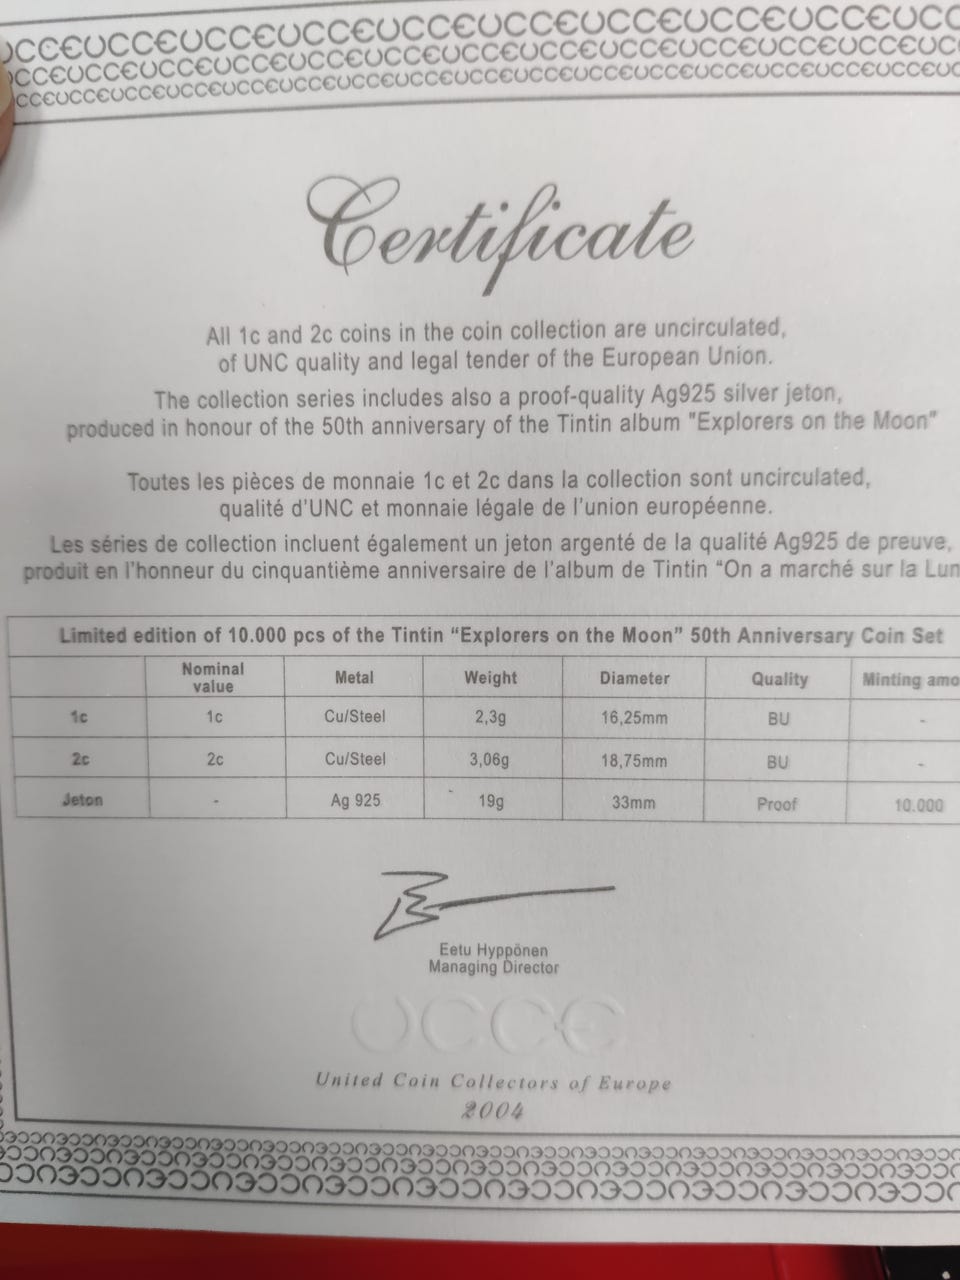 Certificate
All 1c and 2c coins in the coin collection are uncirculated,
of UNC quality and legal tender of the European Union.
The collection series includes also a proof-quality Ag925 silver jeton,
produced in honour of the 50th anniversary of the Tintin album "Explorers on the Moon"
Toutes les pièces de monnaie 1c et 2c dans la collection sont uncirculated,
qualité d'UNC et monnaie légale de l'union européenne.
Les séries de collection incluent également un jeton argenté de la qualité Ag925 de preuve,
produit en l'honneur du cinquantième anniversaire de l'album de Tintin “On a marché sur la Lun
Limited edition of 10.000 pcs of the Tintin “Explorers on the Moon” 50th Anniversary Coin Set
Nominal value Metal Weight Diameter Quality Minting amo
1c 1c Cu/Steel 2,3g 16,25mm BU -
2c 2c Cu/Steel 3,06g 18,75mm BU -
Jeton - Ag 925 19g 33mm Proof 10.000
Eetu Hyppönen
Managing Director
UCCE
United Coin Collectors of Europe
2004